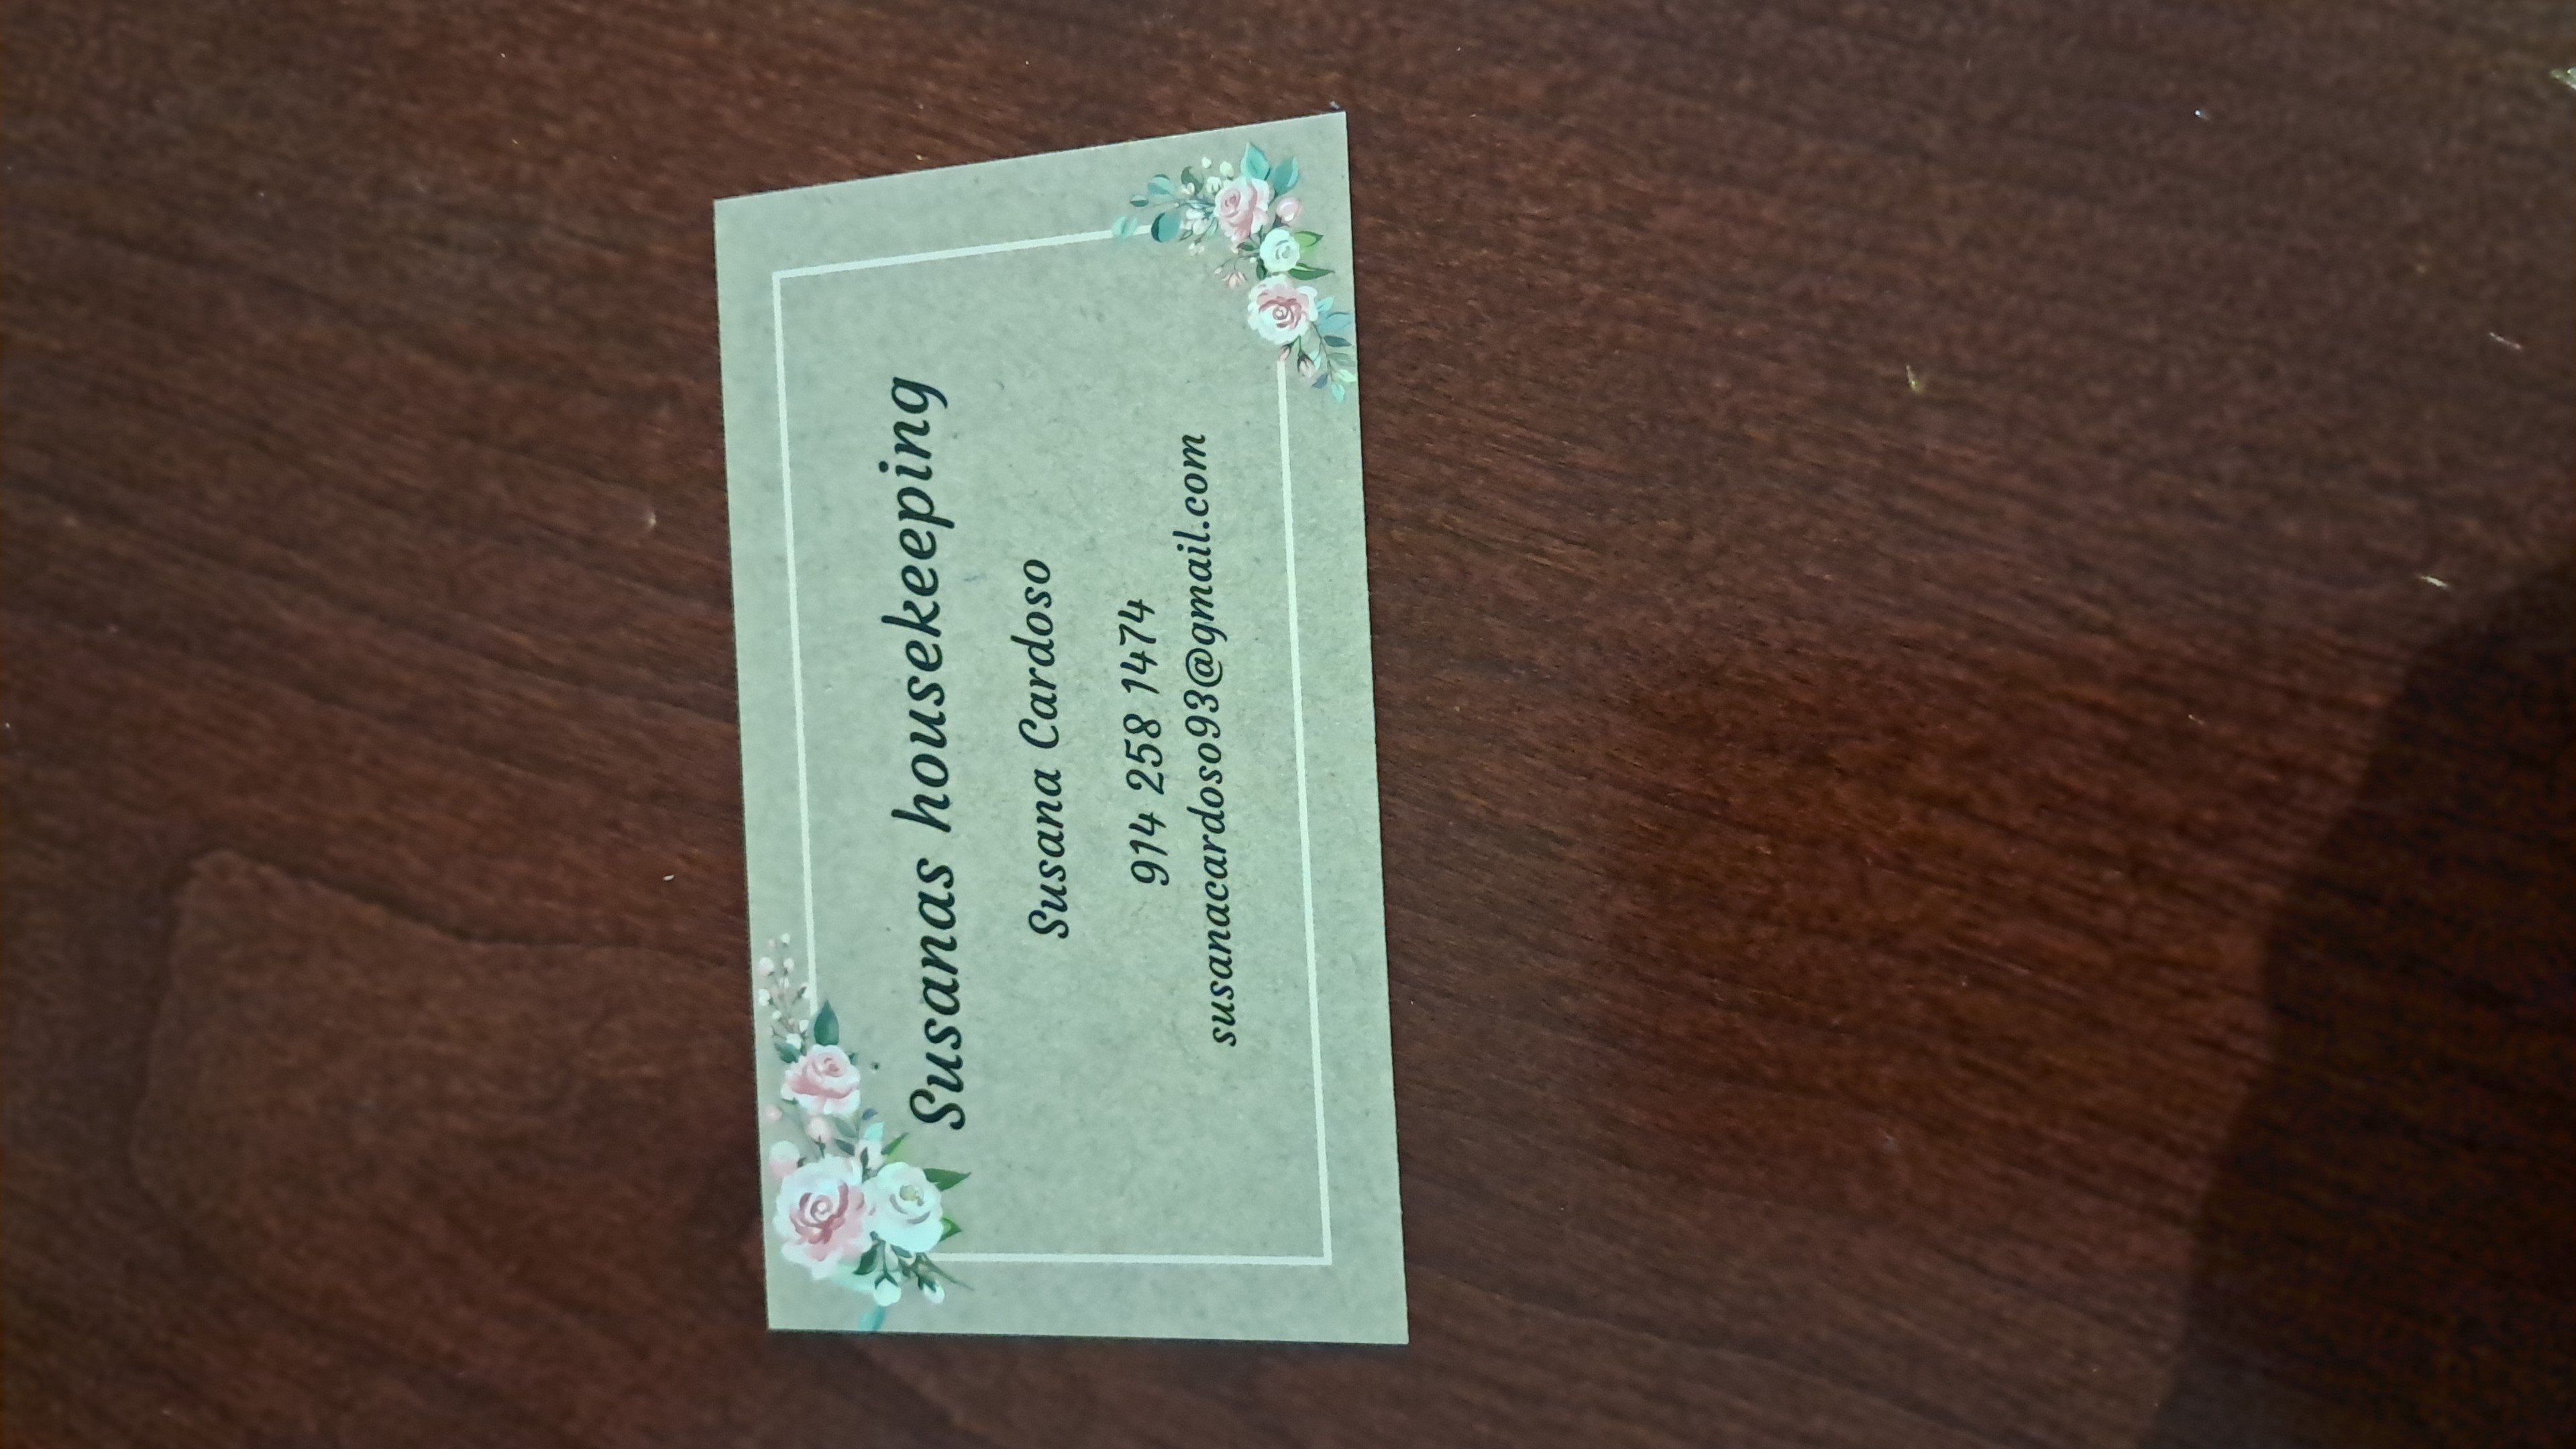 Susanas housekeeping
Susana Cardoso
914 258 1474
susanacardoso93@gmail.com